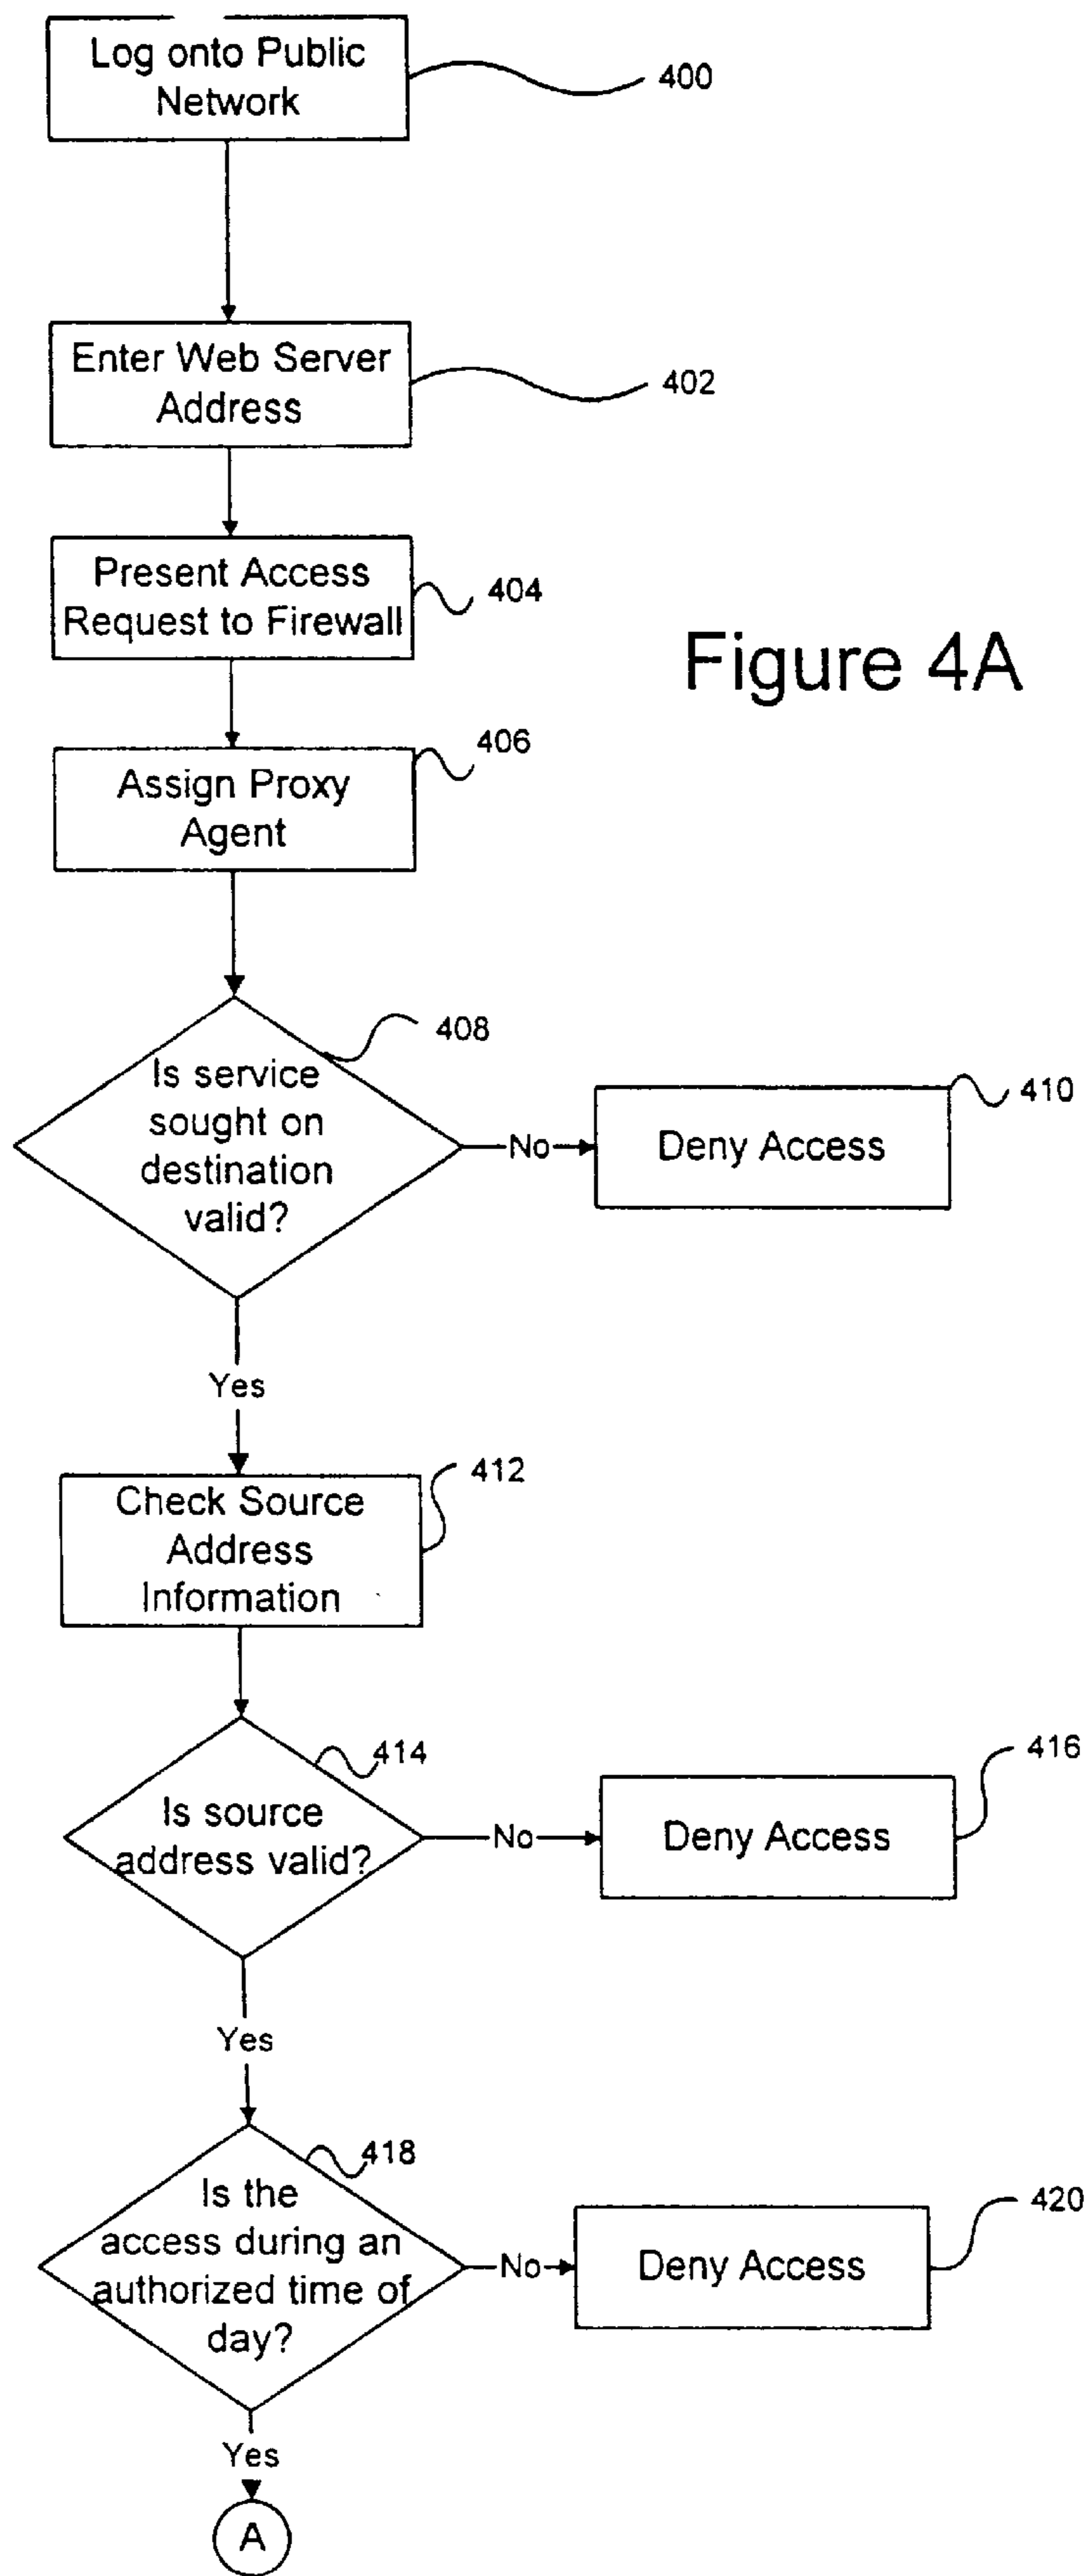 Log onto Public
Network
400
Enter Web Server
Address
402
Present Access
Request to Firewall
404
Figure 4A
406
Assign Proxy
Agent
408
Is service
sought on
destination
valid?
No
410
Deny Access
Yes
412
Check Source
Address
Information
414
Is source
address valid?
No
416
Deny Access
Yes
418
Is the
access during an
authorized time of
day?
No
420
Deny Access
Yes
A